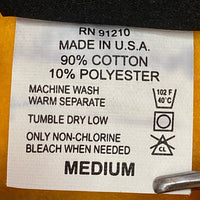 RN 91210
MADE IN U.S.A.
90% COTTON
10% POLYESTER
MACHINE WASH
WARM SEPARATE
102 F
40°C
TUMBLE DRY LOW
ONLY NON-CHLORINE
BLEACH WHEN NEEDED
CL
MEDIUM